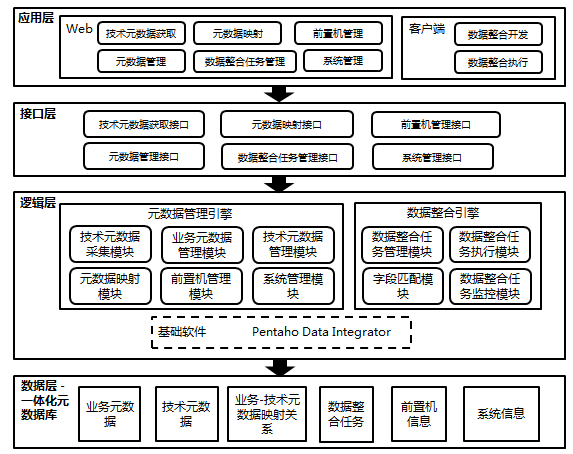 应用层
Web
技术元数据获取
元数据映射
前置机管理
元数据管理
数据整合任务管理
系统管理
客户端
数据整合开发
数据整合执行
接口层
技术元数据获取接口
元数据映射接口
前置机管理接口
元数据管理接口
数据整合任务管理接口
系统管理接口
逻辑层
元数据管理引擎
技术元数据
采集模块
业务元数据
管理模块
技术元数据
管理模块
元数据映射
模块
前置机管理
模块
系统管理模
块
数据整合引擎
数据整合任
务管理模块
数据整合任
务执行模块
字段匹配模
块
数据整合任
务监控模块
基础软件 Pentaho Data Integrator
数据层 -
一体化元
数据库
业务元数
据
技术元数
据
业务-技术元
数据映射关
系
数据整
合任务
前置机
信息
系统信息